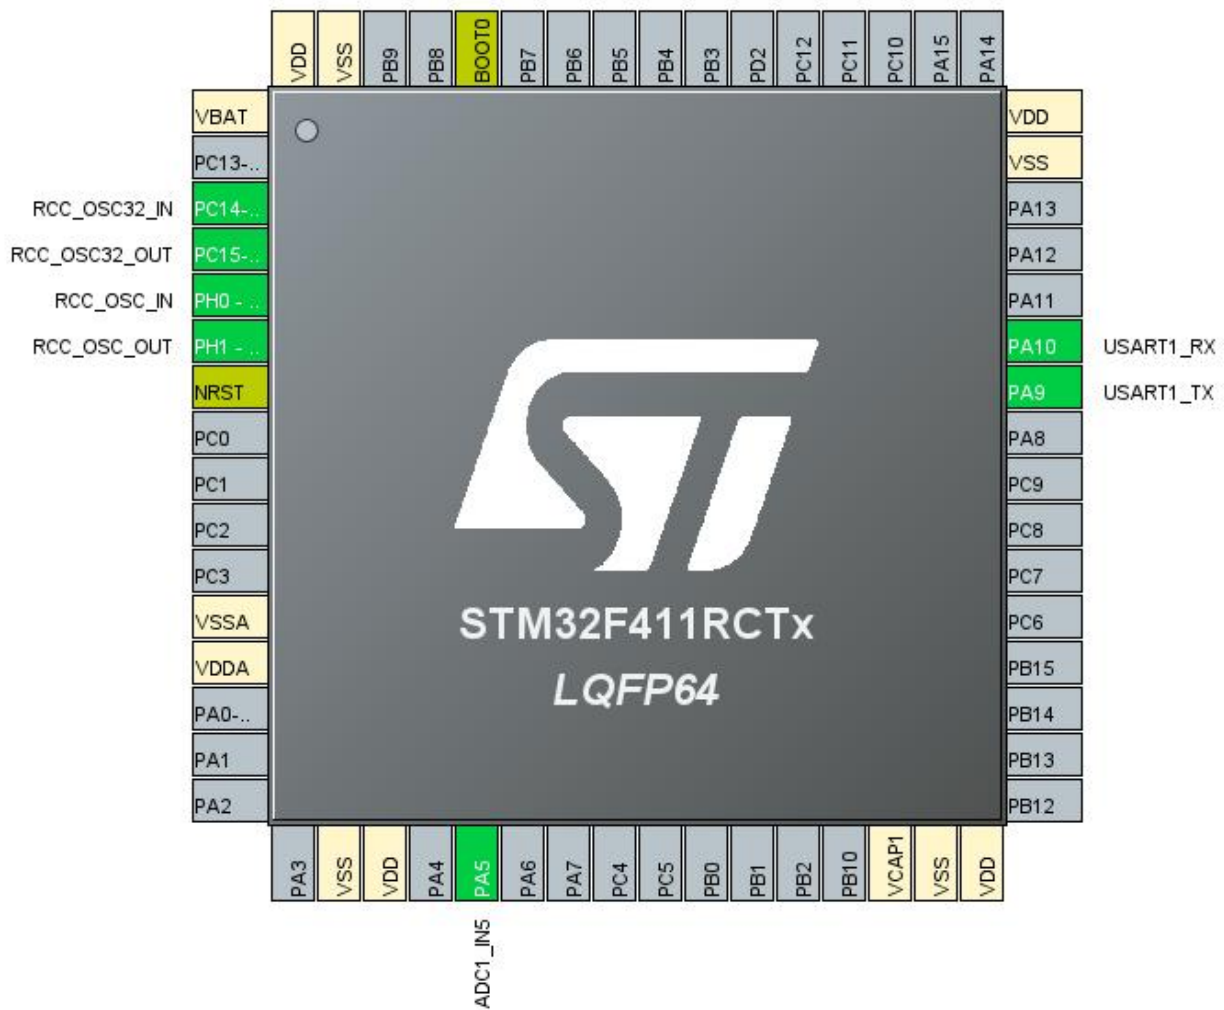 VDD
VSS
PB9
PB8
BOOT0
PB7
PB6
PB5
PB4
PB3
PD2
PC12
PC11
PC10
PA15
PA14
VBAT
PC13-..
RCC_OSC32_IN PC14-..
RCC_OSC32_OUT PC15-..
RCC_OSC_IN PH0 - ..
RCC_OSC_OUT PH1 - ..
NRST
PC0
PC1
PC2
PC3
VSSA
VDDA
PA0-..
PA1
PA2
STM32F411RCTx
LQFP64
VDD
VSS
PA13
PA12
PA11
PA10 USART1_RX
PA9 USART1_TX
PA8
PC9
PC8
PC7
PC6
PB15
PB14
PB13
PB12
PA3
VSS
VDD
PA4
PA5
ADC1_IN5
PA6
PA7
PC4
PC5
PB0
PB1
PB2
PB10
VCAP1
VSS
VDD